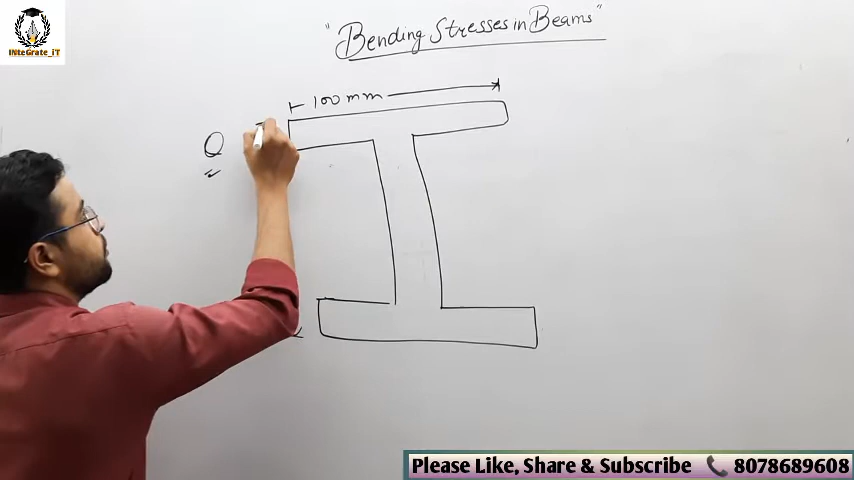 INteGrate_iT
"Bending Stresses in Beams"
100 mm
Q
Please Like, Share & Subscribe 8078689608